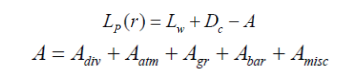 L_P(r) = L_w + D_c − A
A = A_div + A_atm + A_gr + A_bar + A_misc